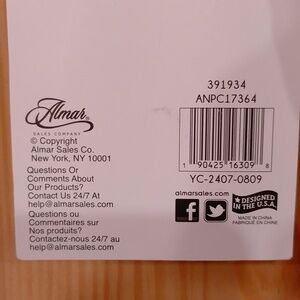 391934
ANPC17364
Almar®
SALES COMPANY
© Copyright
Almar Sales Co.
New York, NY 10001
Questions Or
Comments About
Our Products?
Contact Us 24/7 At
help@almarsales.com
Questions ou
Commentaires sur
Nos produits?
Contactez-nous 24/7 au
help@almarsales.com
1 90425 16309 8
YC-2407-0809
almarsales.com
DESIGNED
IN THE U.S.A.
MADE IN CHINA
FABRIQUÉ EN CHINE